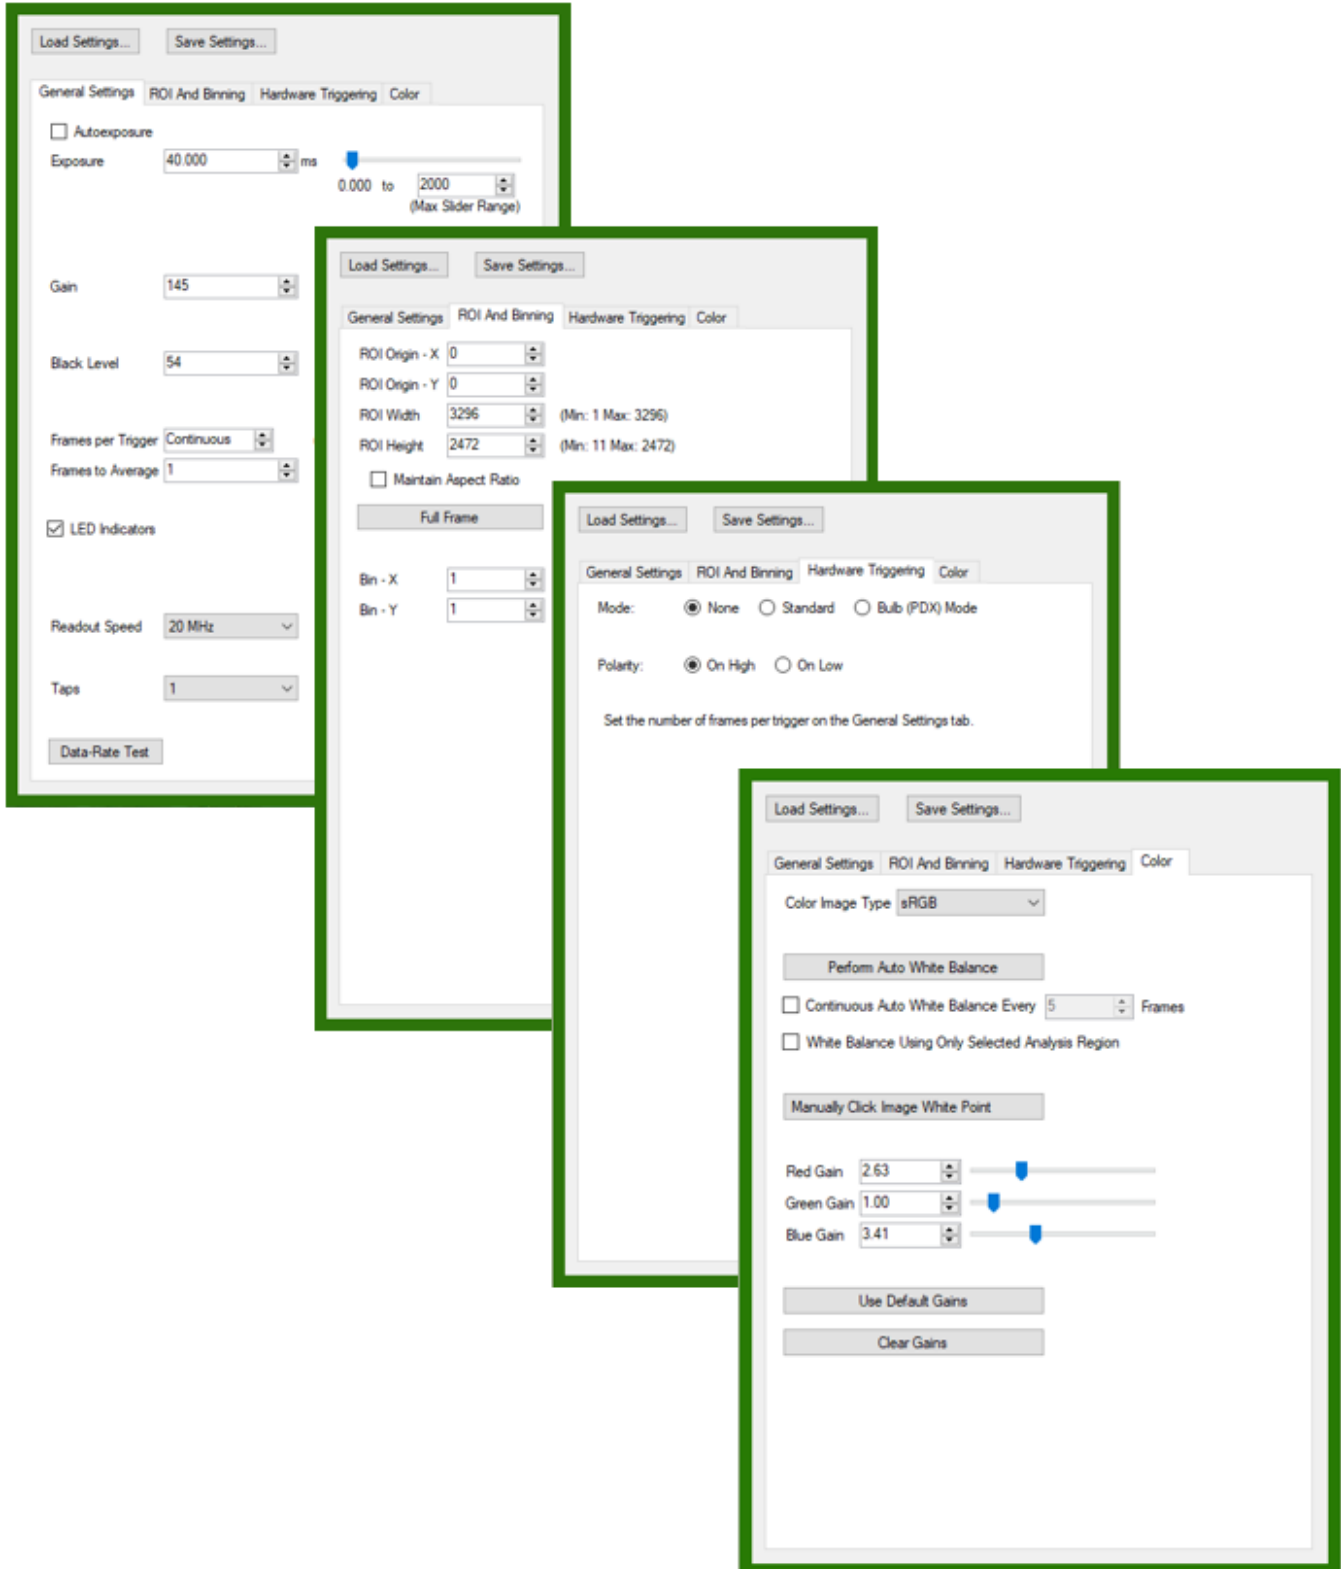 Load Settings... Save Settings...
General Settings ROI And Binning Hardware Triggering Color
Autoexposure
Exposure 40.000 ms
0.000 to 2000
(Max Slider Range)
Gain 145
Black Level 54
Frames per Trigger Continuous
Frames to Average 1
LED Indicators
Readout Speed 20 MHz
Taps 1
Data-Rate Test
Load Settings... Save Settings...
General Settings ROI And Binning Hardware Triggering Color
ROI Origin - X 0
ROI Origin - Y 0
ROI Width 3296 (Min: 1 Max: 3296)
ROI Height 2472 (Min: 11 Max: 2472)
Maintain Aspect Ratio
Full Frame
Bin - X 1
Bin - Y 1
Load Settings... Save Settings...
General Settings ROI And Binning Hardware Triggering Color
Mode: None Standard Bulb (PDX) Mode
Polarity: On High On Low
Set the number of frames per trigger on the General Settings tab.
Load Settings... Save Settings...
General Settings ROI And Binning Hardware Triggering Color
Color Image Type sRGB
Perform Auto White Balance
Continuous Auto White Balance Every 5 Frames
White Balance Using Only Selected Analysis Region
Manually Click Image White Point
Red Gain 2.63
Green Gain 1.00
Blue Gain 3.41
Use Default Gains
Clear Gains